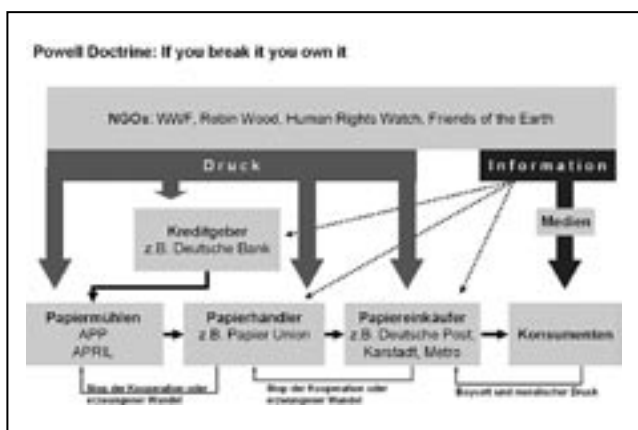 Powell Doctrine: If you break it you own it
NGOs: WWF, Robin Wood, Human Rights Watch, Friends of the Earth
Druck
Information
Medien
Kreditgeber
z.B. Deutsche Bank
Papiermühlen
APP
APRIL
Papierhändler
z.B. Papier Union
Papiereinkäufer
z.B. Deutsche Post,
Karstadt, Metro
Konsumenten
Stop der Kooperation oder
erzwungener Wandel
Stop der Kooperation oder
erzwungener Wandel
Boycott und moralischer Druck